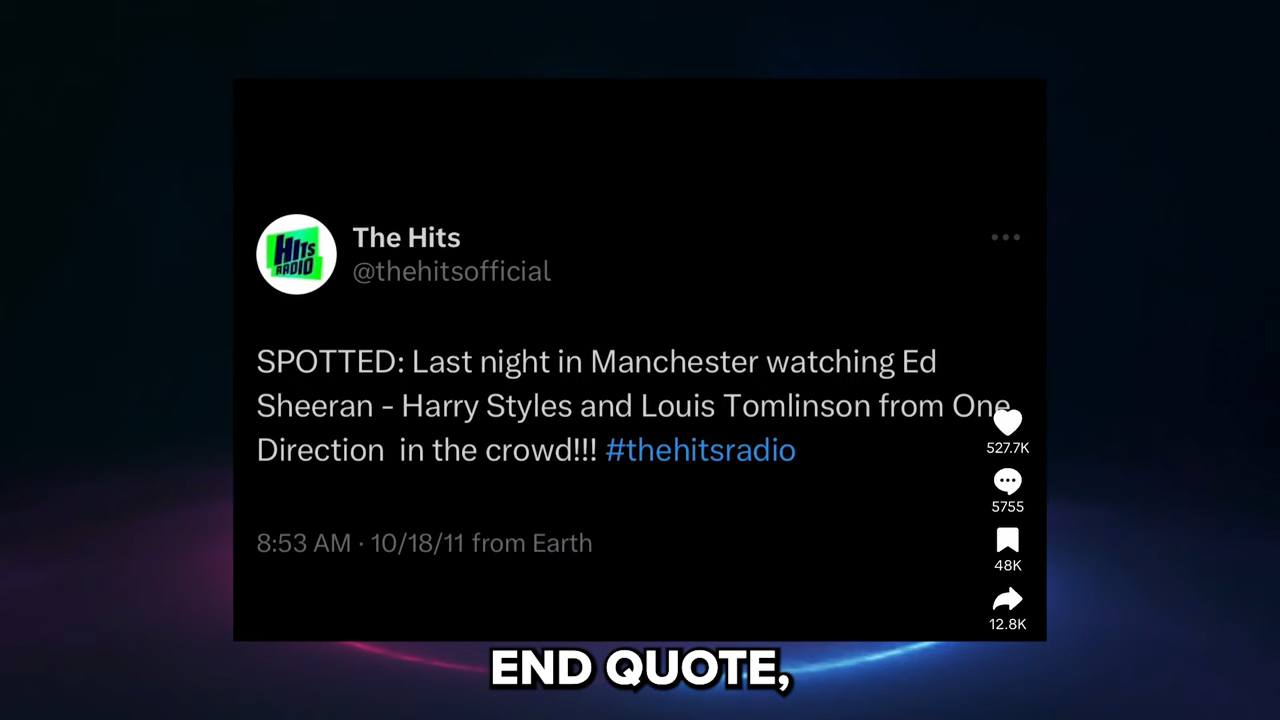 HITS
RADIO
The Hits
@thehitsofficial
SPOTTED: Last night in Manchester watching Ed
Sheeran - Harry Styles and Louis Tomlinson from One
Direction  in the crowd!!! #thehitsradio
527.7K
5755
8:53 AM · 10/18/11 from Earth
48K
12.8K
END QUOTE,